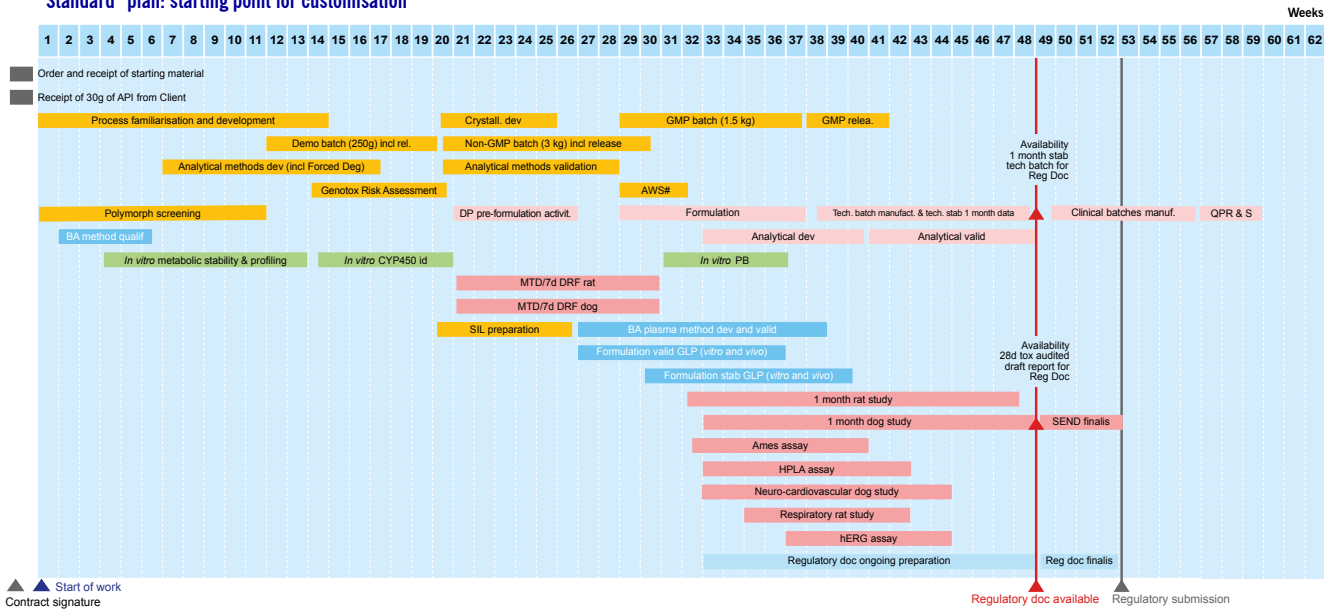 "Standard" plan: starting point for customisation
Weeks
1 2 3 4 5 6 7 8 9 10 11 12 13 14 15 16 17 18 19 20 21 22 23 24 25 26 27 28 29 30 31 32 33 34 35 36 37 38 39 40 41 42 43 44 45 46 47 48 49 50 51 52 53 54 55 56 57 58 59 60 61 62
Order and receipt of starting material
Receipt of 30g of API from Client
Process familiarisation and development
Crystall. dev
GMP batch (1.5 kg)
GMP relea.
Demo batch (250g) incl rel.
Non-GMP batch (3 kg) incl release
Availability
1 month stab
tech batch for
Reg Doc
Analytical methods dev (incl Forced Deg)
Analytical methods validation
Genotox Risk Assessment
AWS#
Polymorph screening
DP pre-formulation activit.
Formulation
Tech. batch manufact. & tech. stab 1 month data
Clinical batches manuf.
QPR & S
BA method qualif
Analytical dev
Analytical valid
In vitro metabolic stability & profiling
In vitro CYP450 id
In vitro PB
MTD/7d DRF rat
MTD/7d DRF dog
SIL preparation
BA plasma method dev and valid
Availability
28d tox audited
draft report for
Reg Doc
Formulation valid GLP (vitro and vivo)
Formulation stab GLP (vitro and vivo)
1 month rat study
1 month dog study
SEND finalis
Ames assay
HPLA assay
Neuro-cardiovascular dog study
Respiratory rat study
hERG assay
Regulatory doc ongoing preparation
Reg doc finalis
Start of work
Contract signature
Regulatory doc available
Regulatory submission